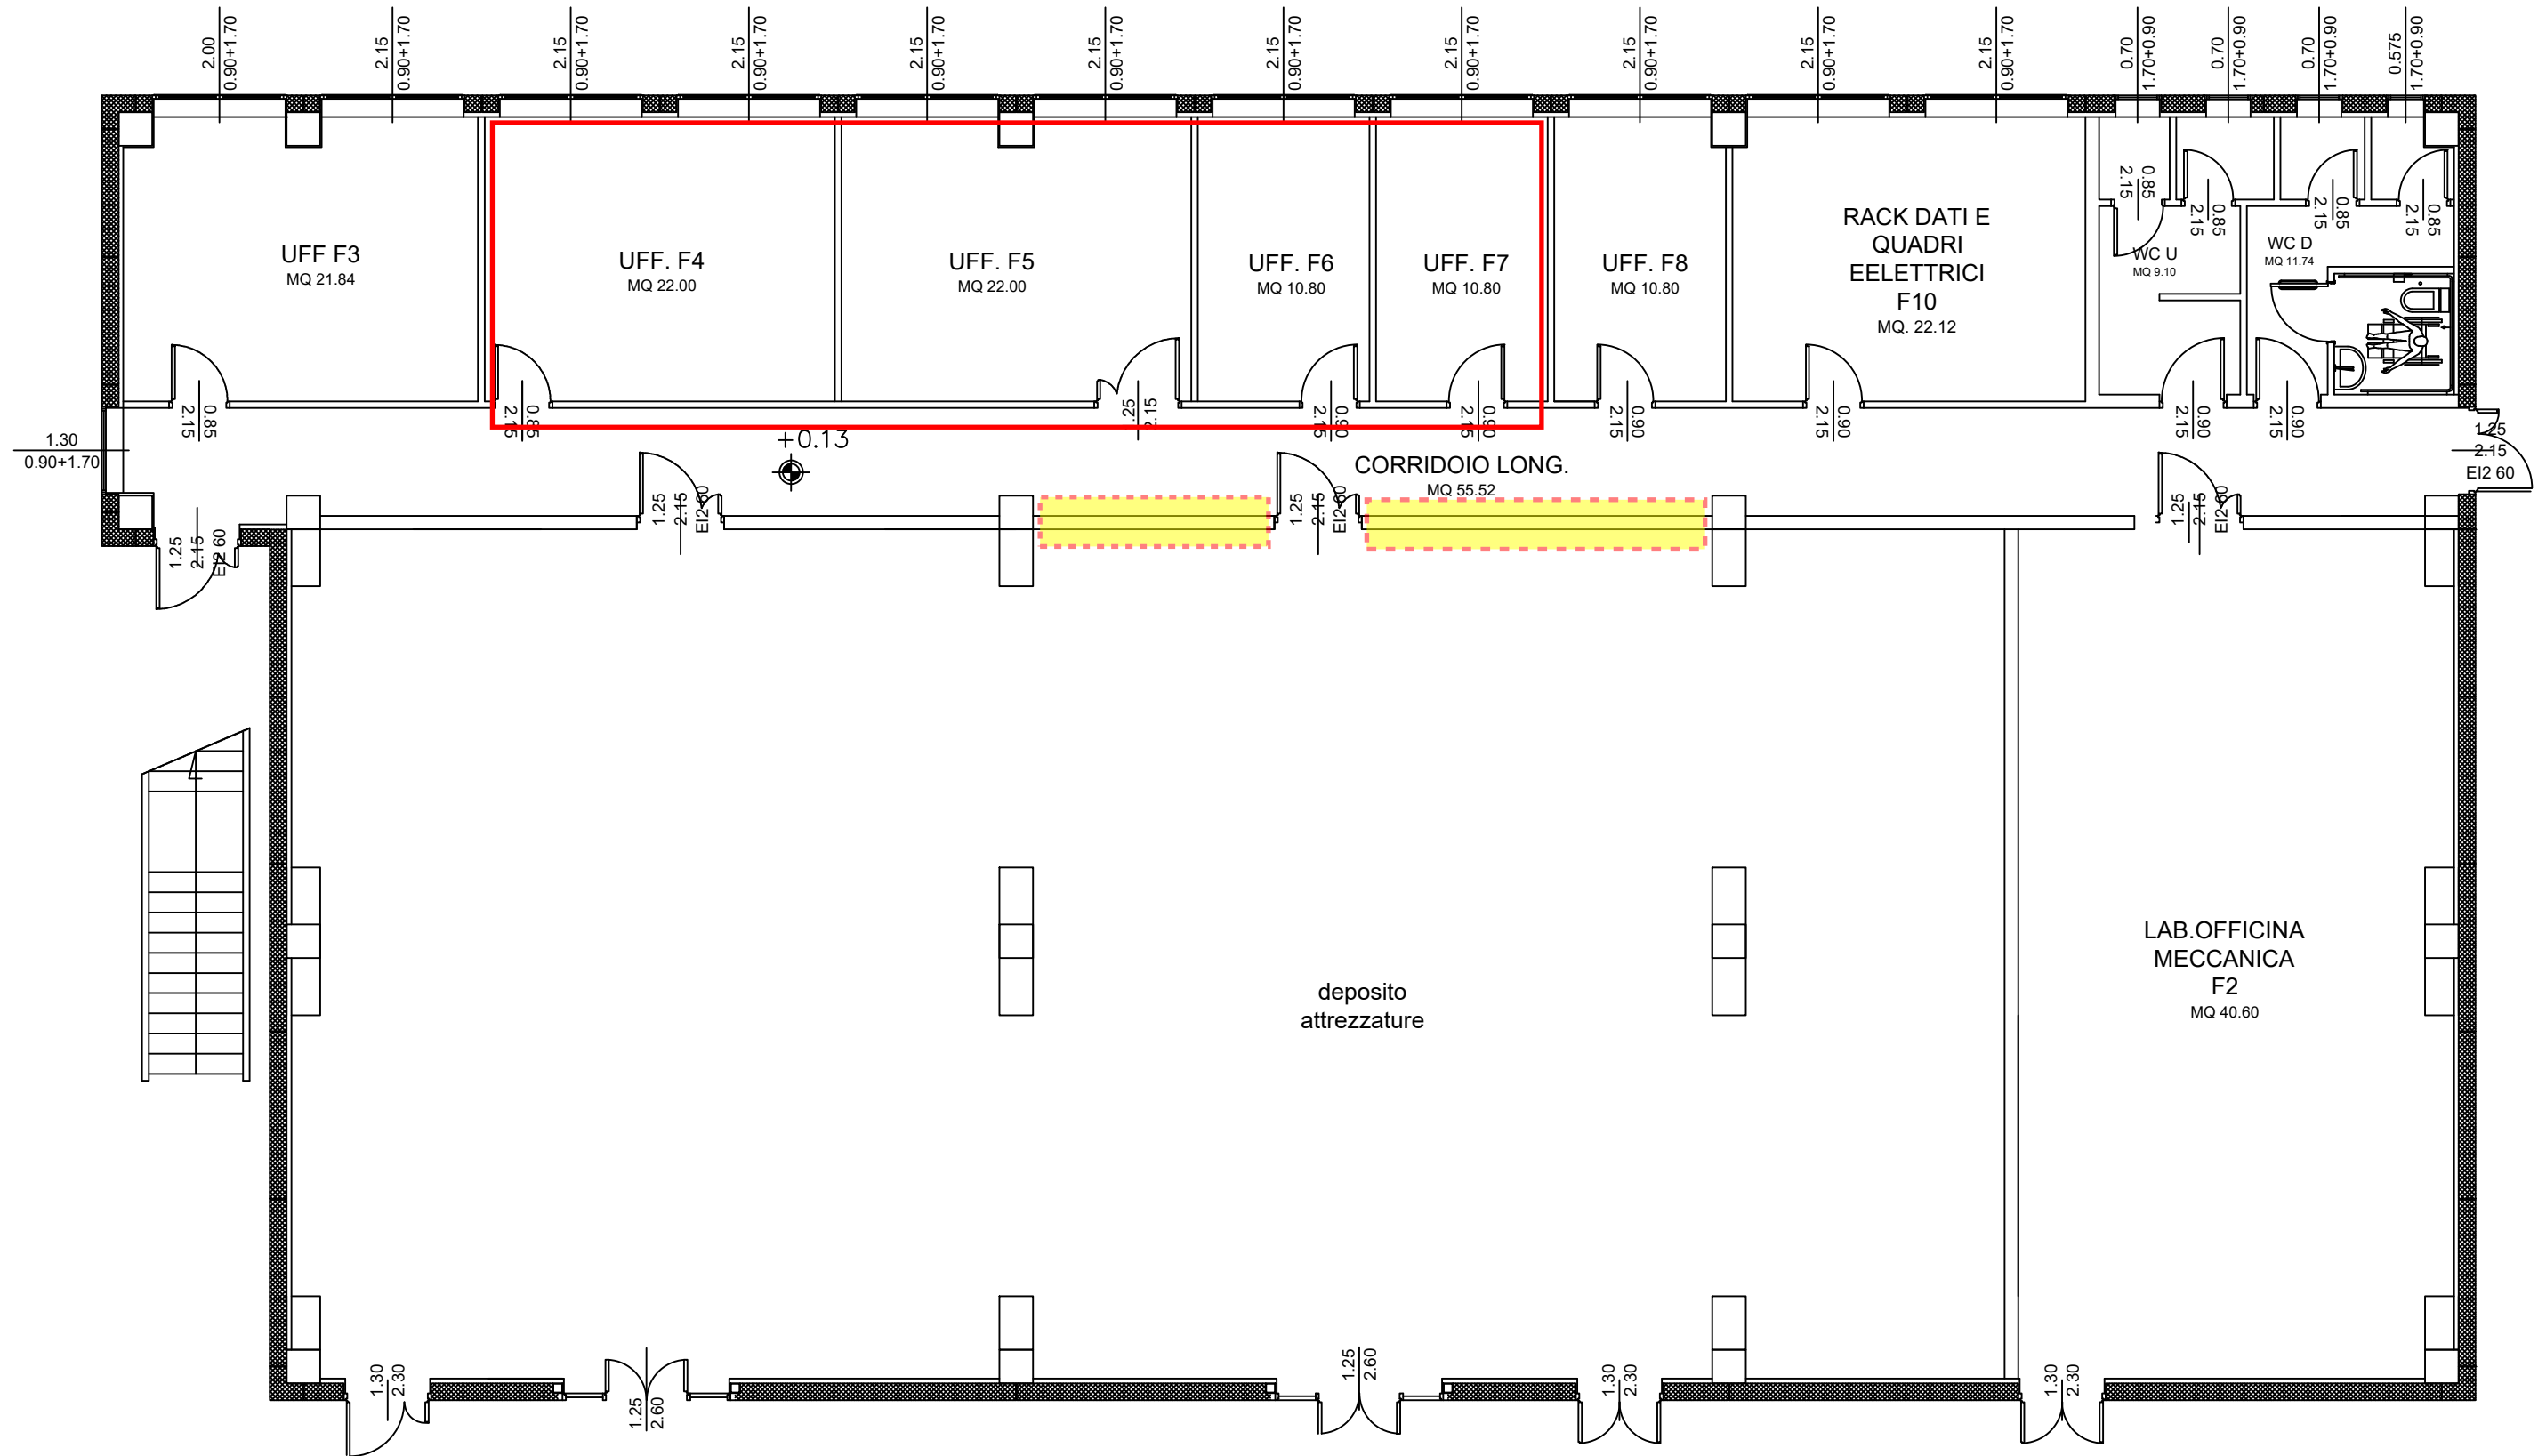 2.00
0.90+1.70
2.15
0.90+1.70
2.15
0.90+1.70
2.15
0.90+1.70
2.15
0.90+1.70
2.15
0.90+1.70
2.15
0.90+1.70
2.15
0.90+1.70
2.15
0.90+1.70
2.15
0.90+1.70
2.15
0.90+1.70
0.70
1.70+0.90
0.70
1.70+0.90
0.70
1.70+0.90
0.575
1.70+0.90
UFF F3
MQ 21.84
UFF. F4
MQ 22.00
UFF. F5
MQ 22.00
UFF. F6
MQ 10.80
UFF. F7
MQ 10.80
UFF. F8
MQ 10.80
RACK DATI E
QUADRI
EELETTRICI
F10
MQ. 22.12
0.85
2.15
0.85
2.15
0.85
2.15
0.85
2.15
WC U
MQ 9.10
WC D
MQ 11.74
0.85
2.15
0.85
2.15
0.90
2.15
0.90
2.15
0.90
2.15
0.90
2.15
0.90
2.15
0.90
2.15
1.30
0.90+1.70
+0.13
CORRIDOIO LONG.
MQ 55.52
1.25
2.15
EI2 60
1.25
2.15
EI2 60
1.25
2.15
EI2 60
1.25
2.15
EI2 60
1.25
2.15
EI2 60
LAB.OFFICINA
MECCANICA
F2
MQ 40.60
deposito
attrezzature
1.30
2.30
1.25
2.60
1.25
2.60
1.30
2.30
1.30
2.30